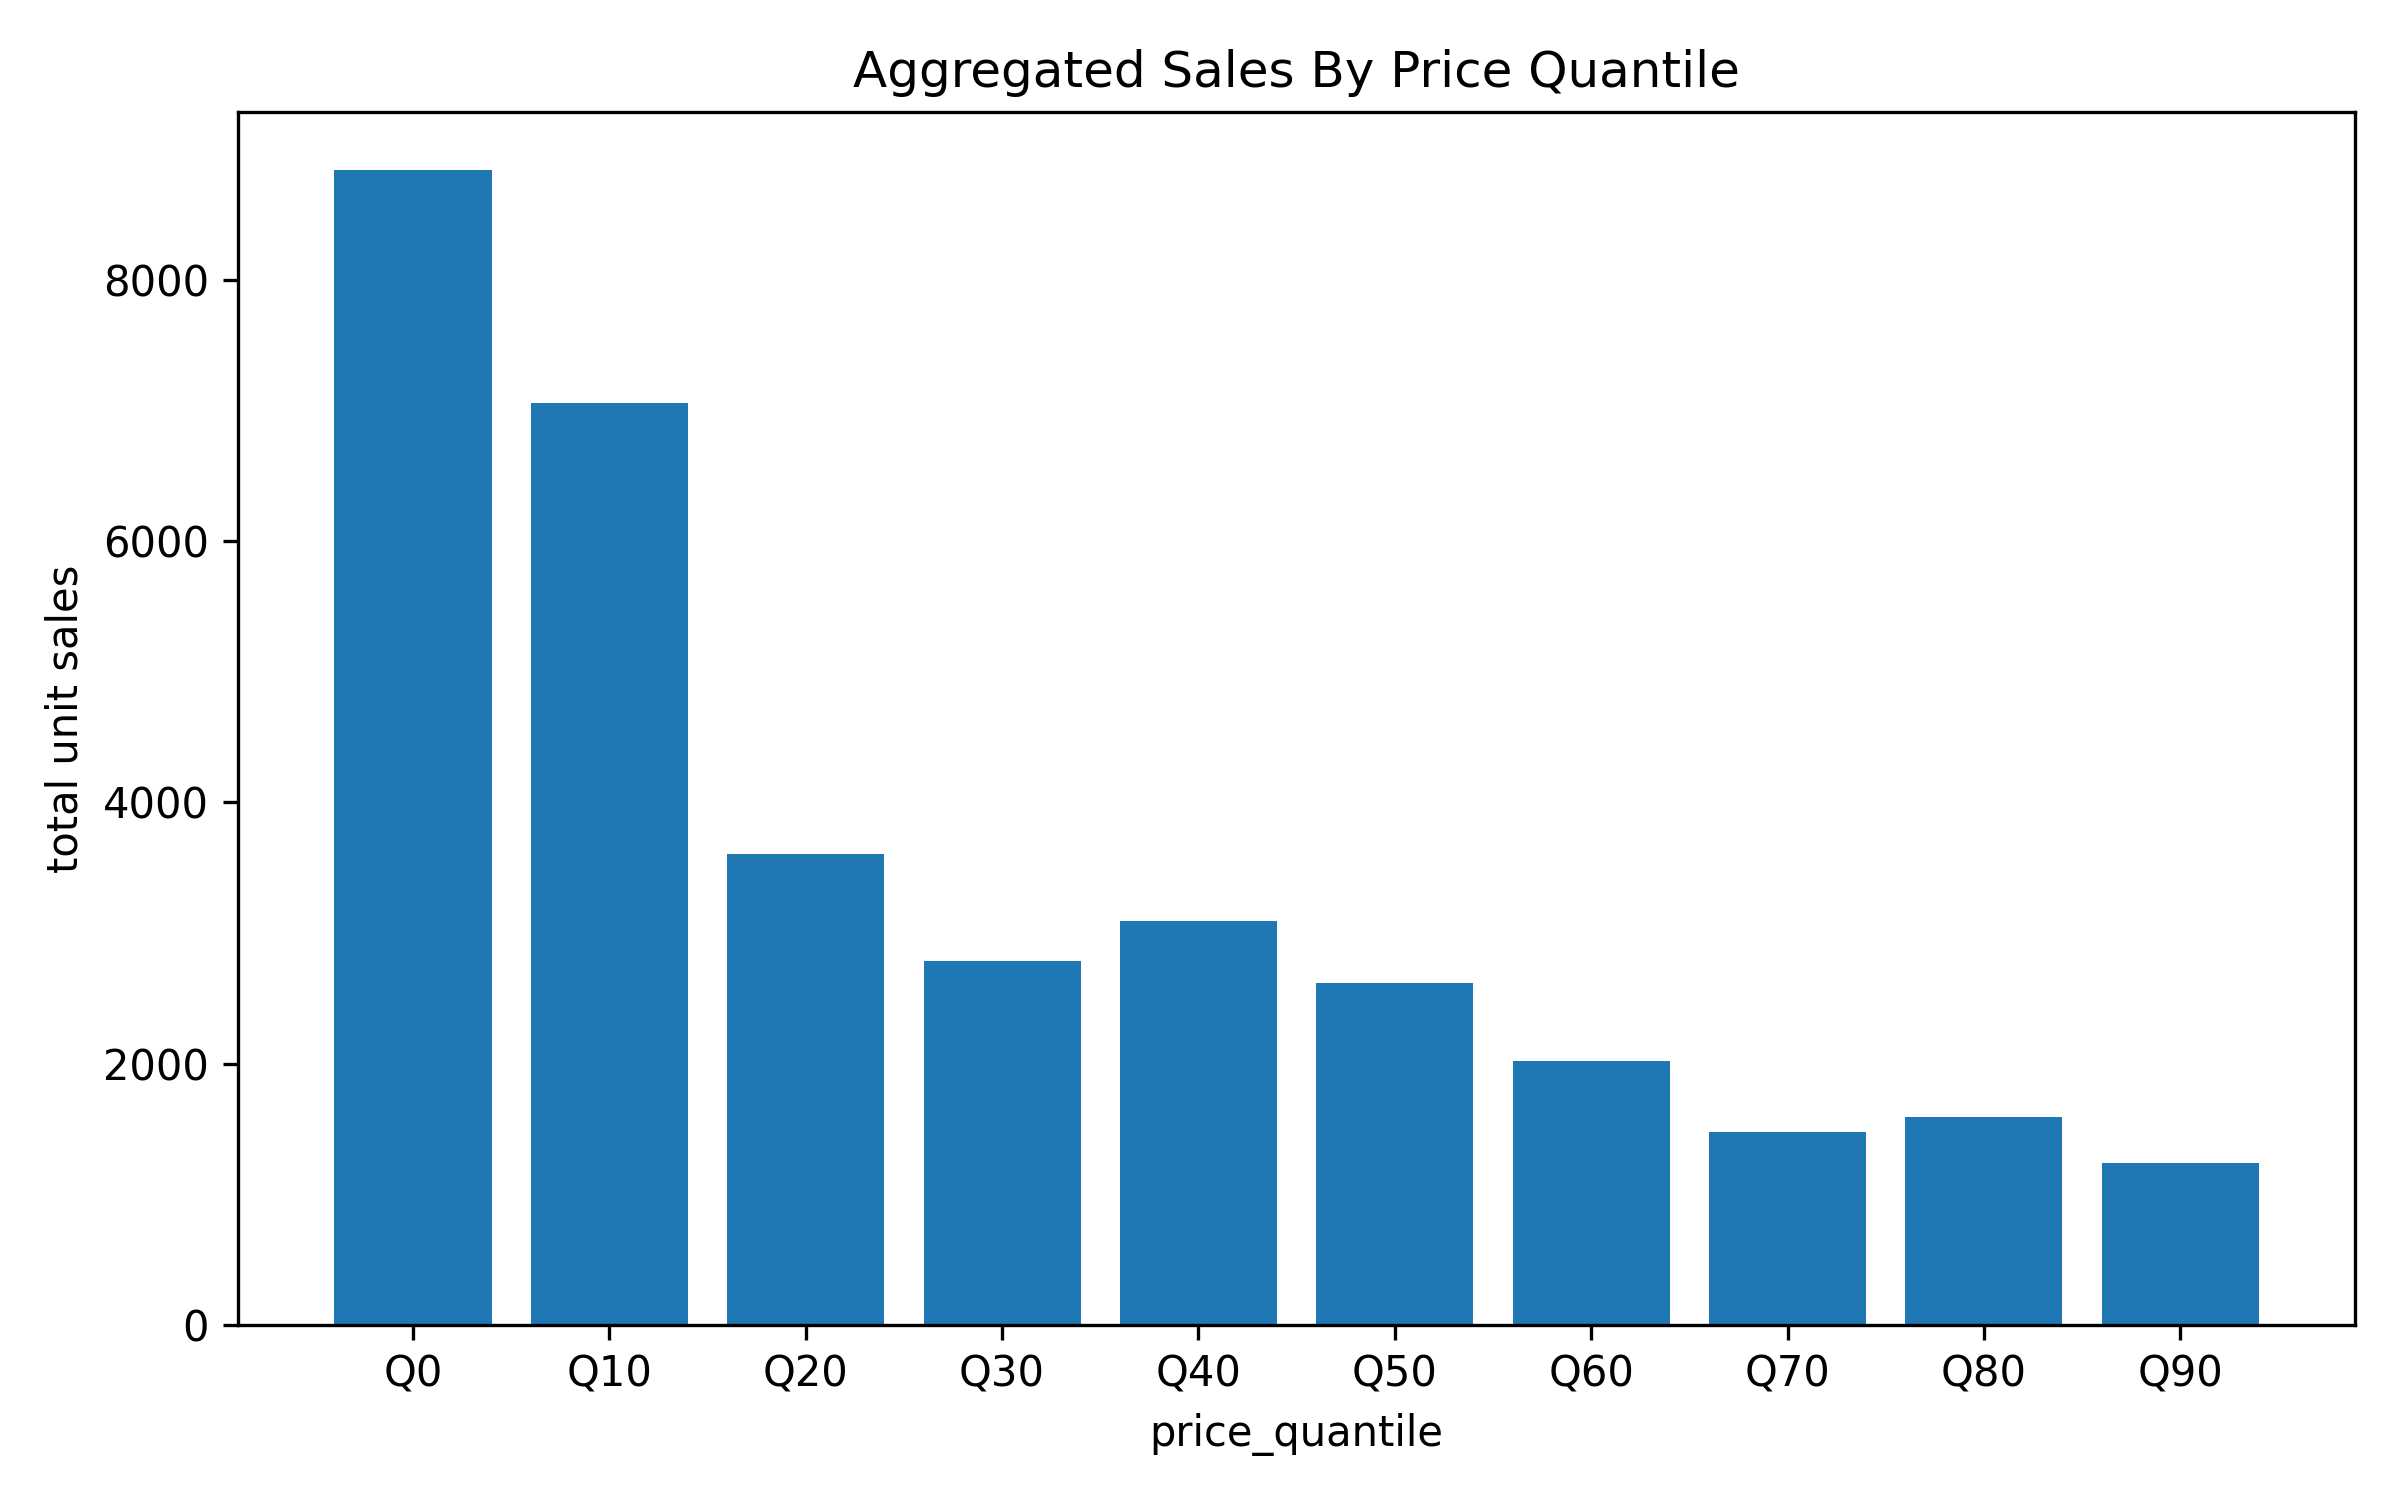 Aggregated Sales By Price Quantile
total unit sales
8000
6000
4000
2000
0
Q0 Q10 Q20 Q30 Q40 Q50 Q60 Q70 Q80 Q90
price_quantile